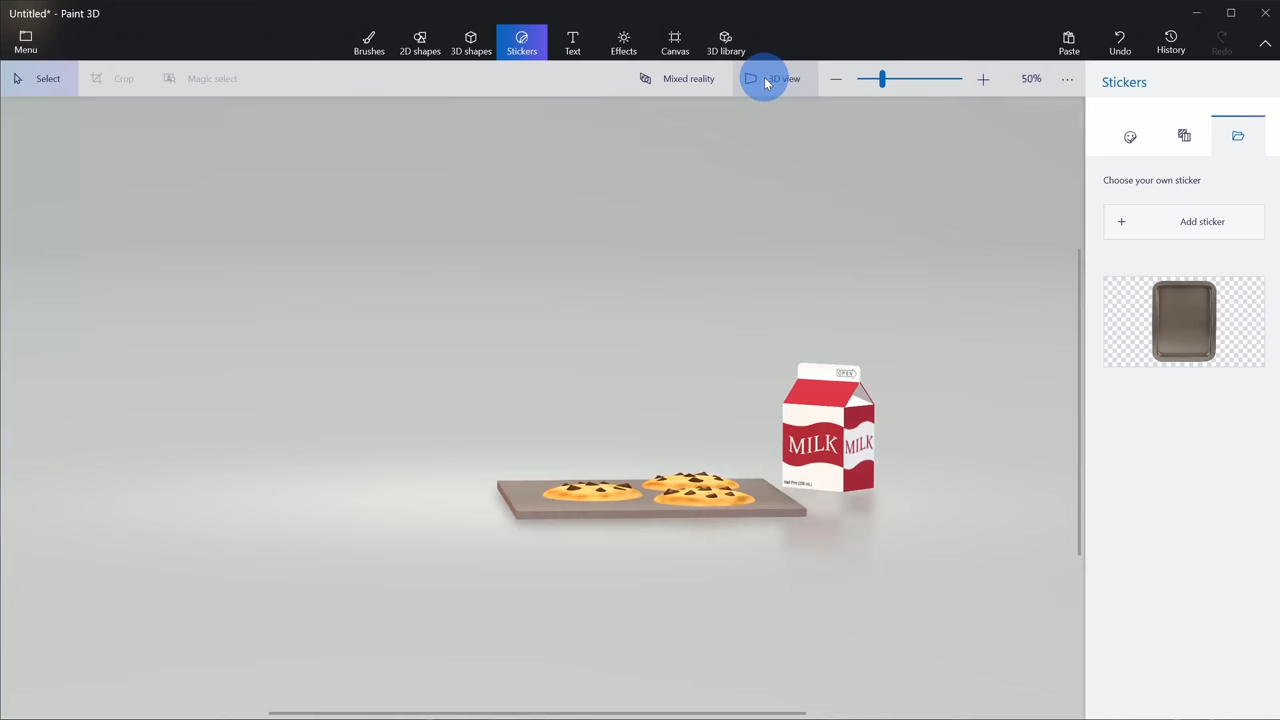 Untitled* - Paint 3D
Menu
Brushes
2D shapes
3D shapes
Stickers
Text
Effects
Canvas
3D library
Paste
Undo
History
Redo
Select
Crop
Magic select
Mixed reality
3D view
50%
Stickers
Choose your own sticker
Add sticker
OPEN
MILK
MILK